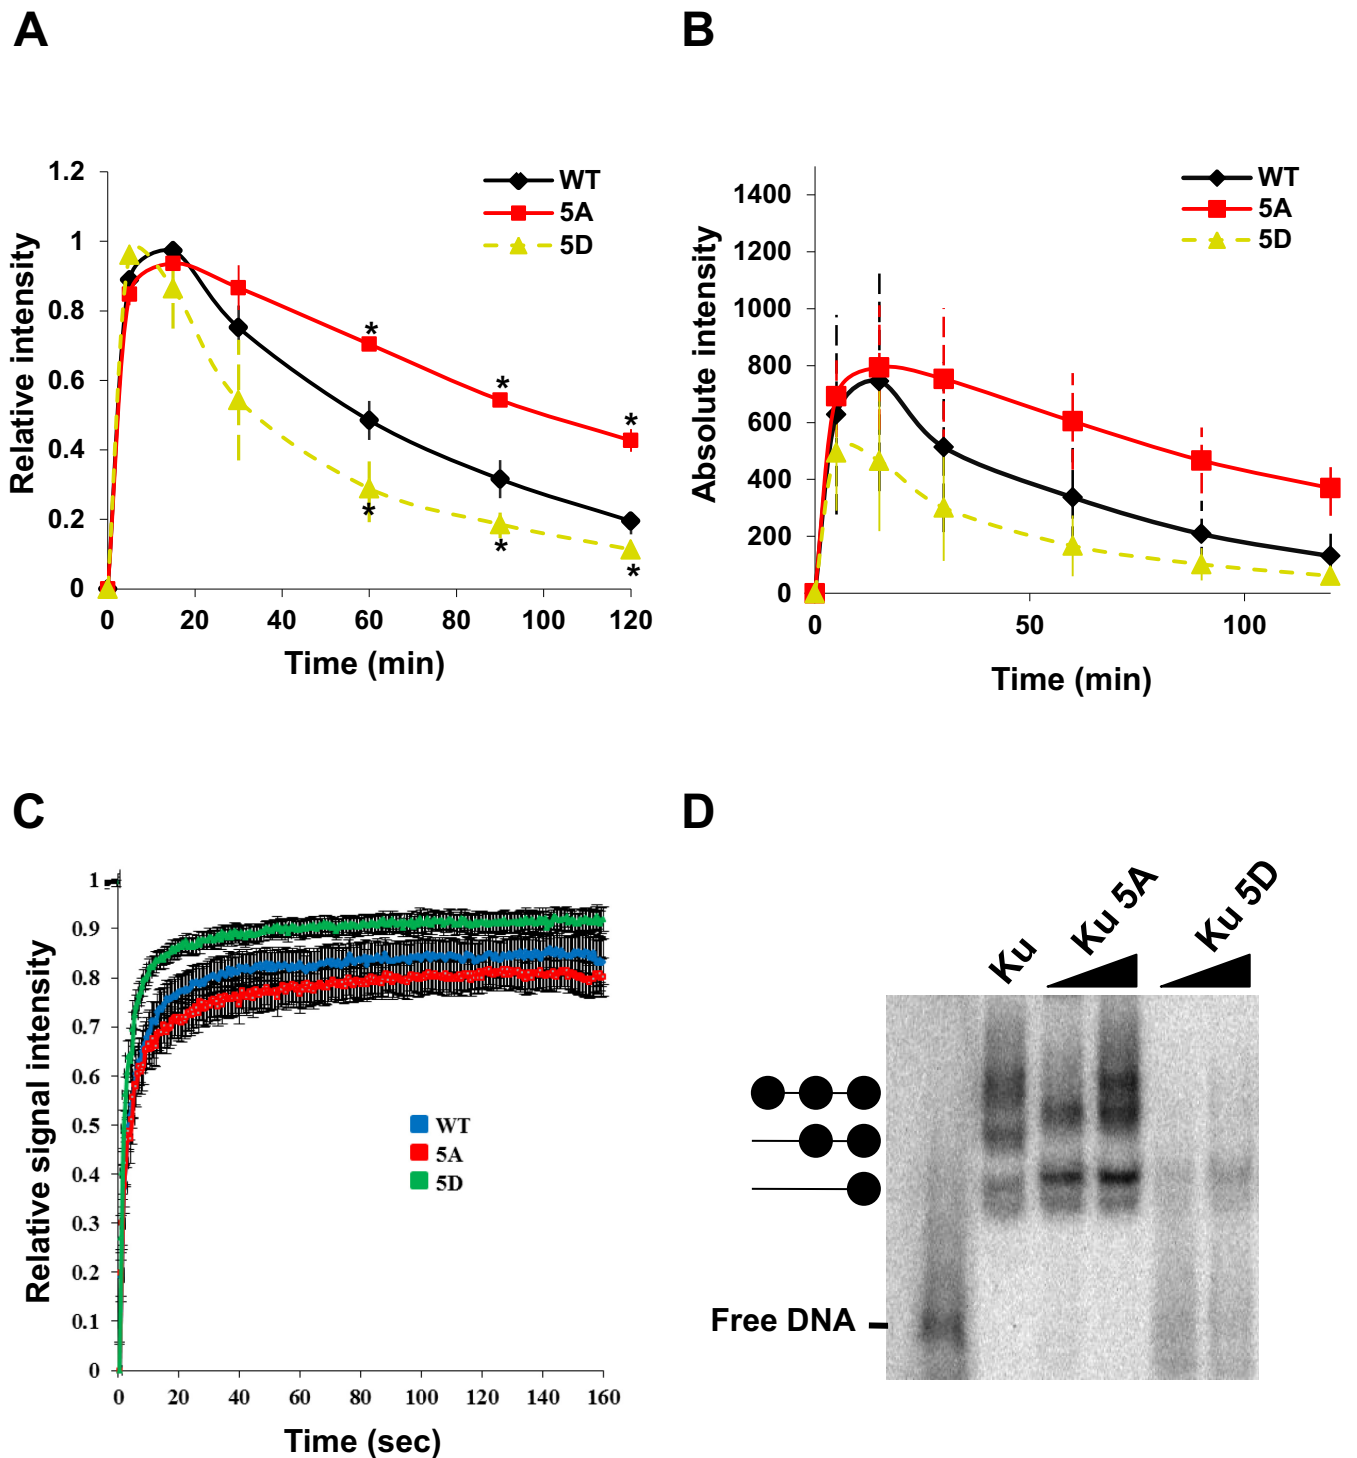 A
B
1.2
1
0.8
0.6
0.4
0.2
0
Relative intensity
WT
5A
5D
*
*
*
*
*
*
0
20
40
60
80
100
120
Time (min)
1400
1200
1000
800
600
400
200
0
Absolute intensity
WT
5A
5D
0
50
100
Time (min)
C
D
1
0.9
0.8
0.7
0.6
0.5
0.4
0.3
0.2
0.1
0
Relative signal intensity
WT
5A
5D
0
20
40
60
80
100
120
140
160
Time (sec)
Ku
Ku 5A
Ku 5D
Free DNA